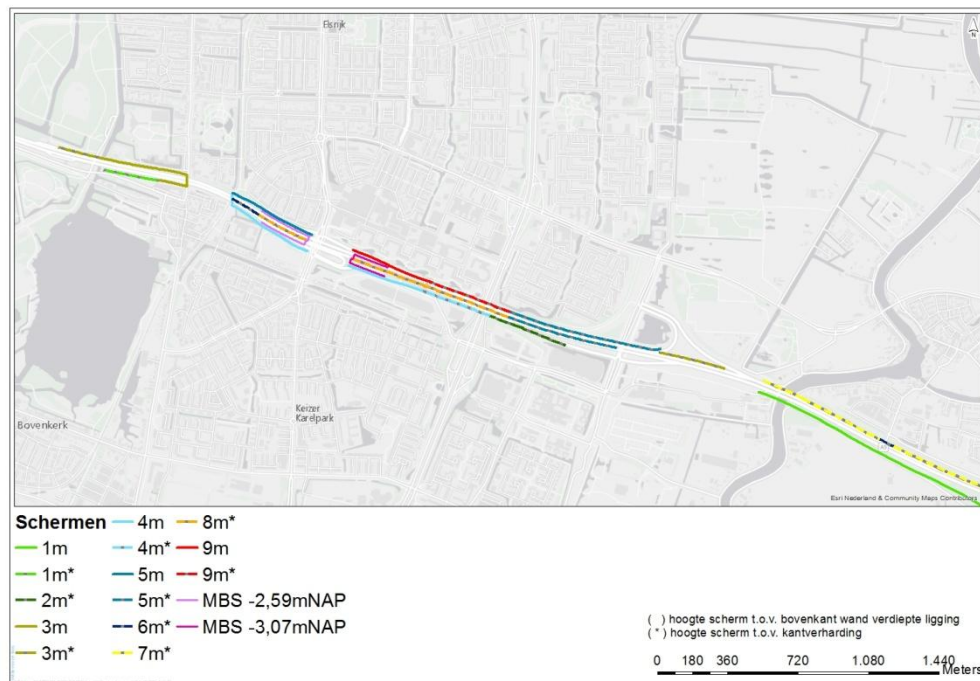 Elsrijk
N
Keizer
Karelpark
Bovenkerk
Esri Nederland & Community Maps Contributors
Schermen
1m
1m*
2m*
3m
3m*
4m
4m*
5m
5m*
6m*
7m*
8m*
9m
9m*
MBS -2,59mNAP
MBS -3,07mNAP
( ) hoogte scherm t.o.v. bovenkant wand verdiepte ligging
( * ) hoogte scherm t.o.v. kantverharding
0 180 360 720 1.080 1.440
Meters